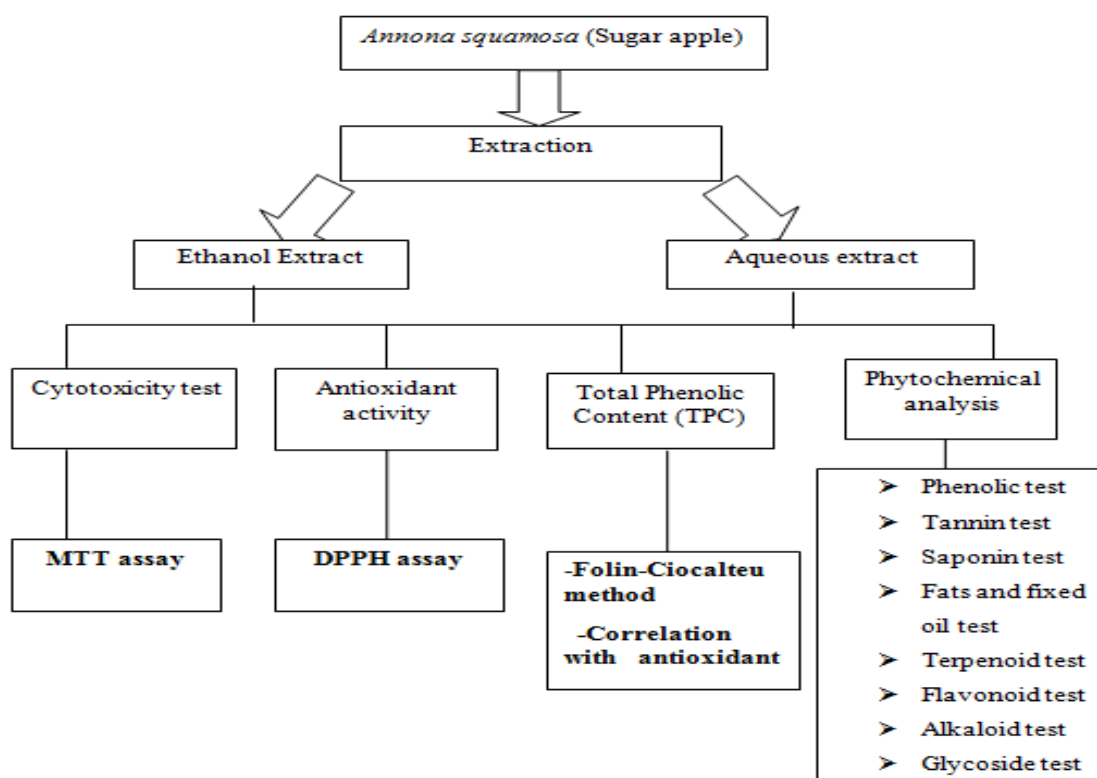 Annona squamosa (Sugar apple)
Extraction
Ethanol Extract
Aqueous extract
Cytotoxicity test
Antioxidant
activity
Total Phenolic
Content (TPC)
Phytochemical
analysis
MTT assay
DPPH assay
-Folin-Ciocalteu
method
-Correlation
with antioxidant
➤ Phenolic test
➤ Tannin test
➤ Saponin test
➤ Fats and fixed
oil test
➤ Terpenoid test
➤ Flavonoid test
➤ Alkaloid test
➤ Glycoside test